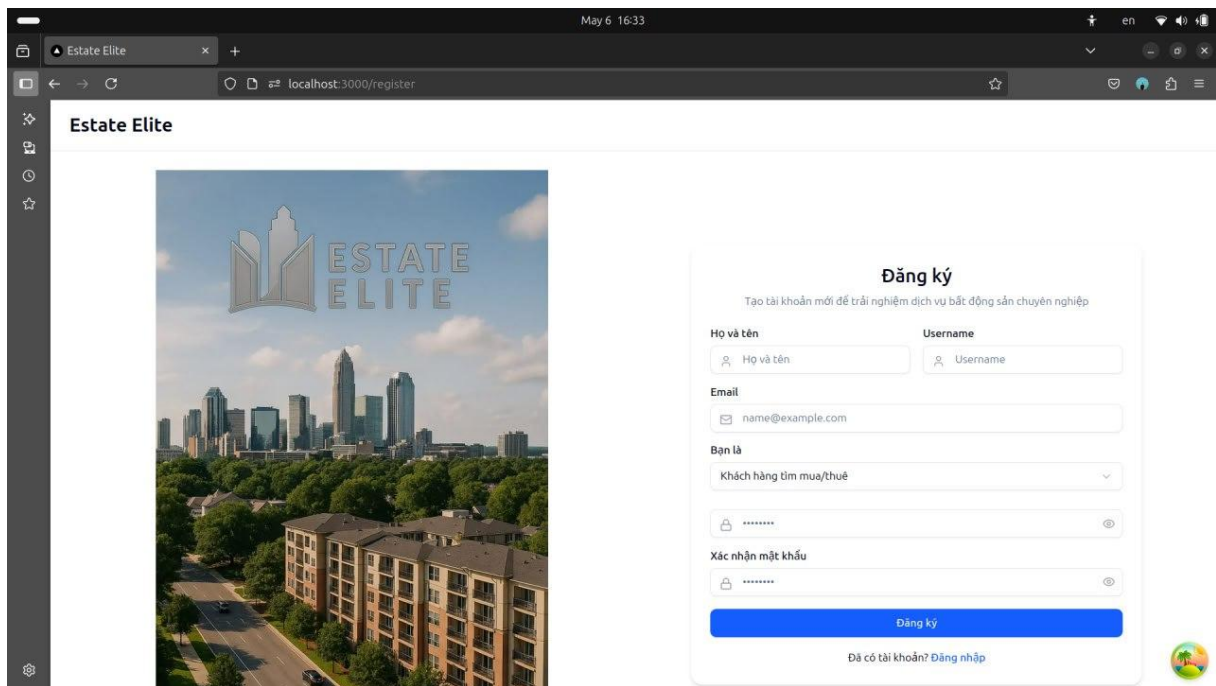 May 6 16:33
en
Estate Elite
localhost:3000/register
Estate Elite
ESTATE
ELITE
Đăng ký
Tạo tài khoản mới để trải nghiệm dịch vụ bất động sản chuyên nghiệp
Họ và tên Username
Họ và tên Username
Email
name@example.com
Bạn là
Khách hàng tìm mua/thuê
••••••••
Xác nhận mật khẩu
••••••••
Đăng ký
Đã có tài khoản? Đăng nhập